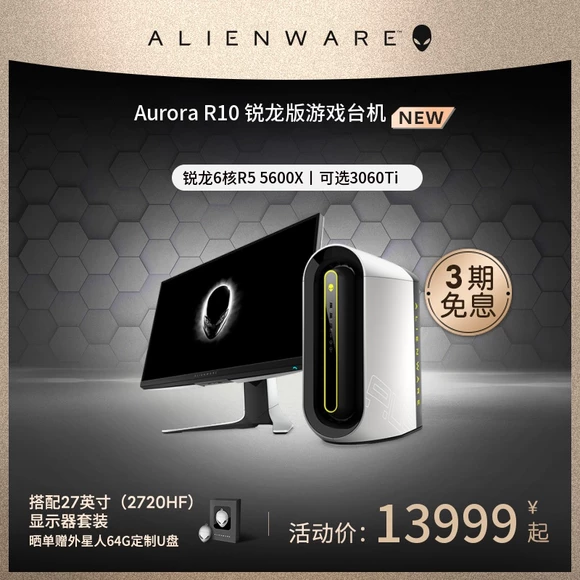 ALIENWARE™
Aurora R10 锐龙版游戏台机 NEW
锐龙6核R5 5600X | 可选3060Ti
3期
免息
ALIENWARE
搭配27英寸（2720HF）
显示器套装
晒单赠外星人64G定制U盘
活动价：13999¥起